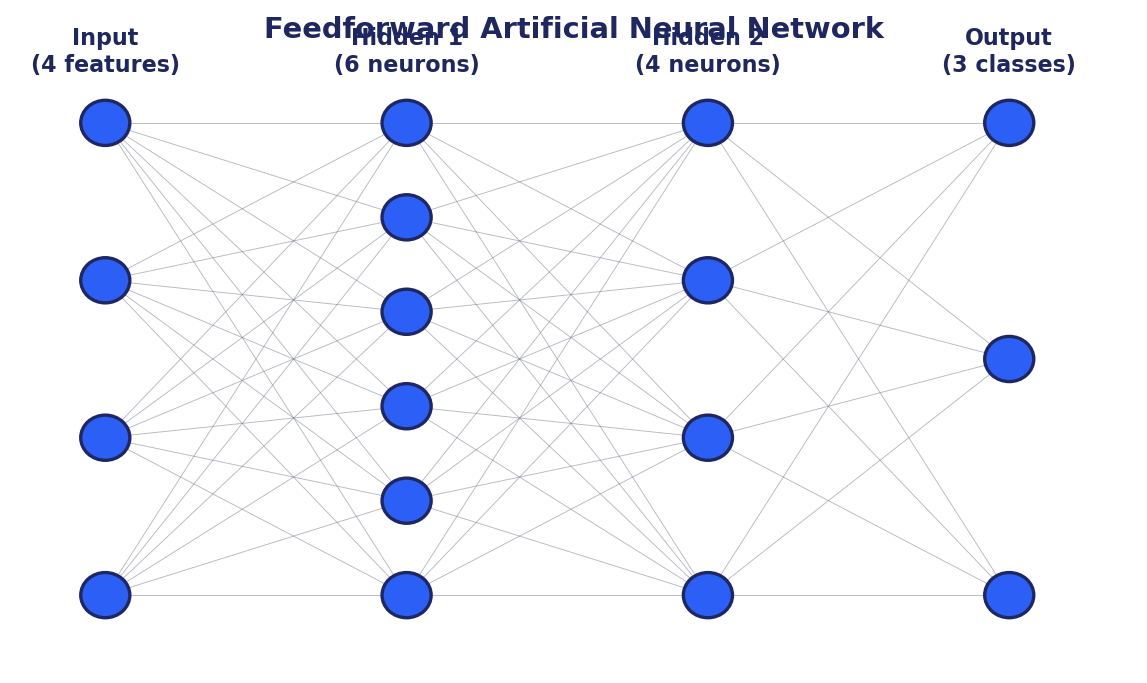 Feedforward Artificial Neural Network
Input
(4 features)
Hidden 1
(6 neurons)
Hidden 2
(4 neurons)
Output
(3 classes)